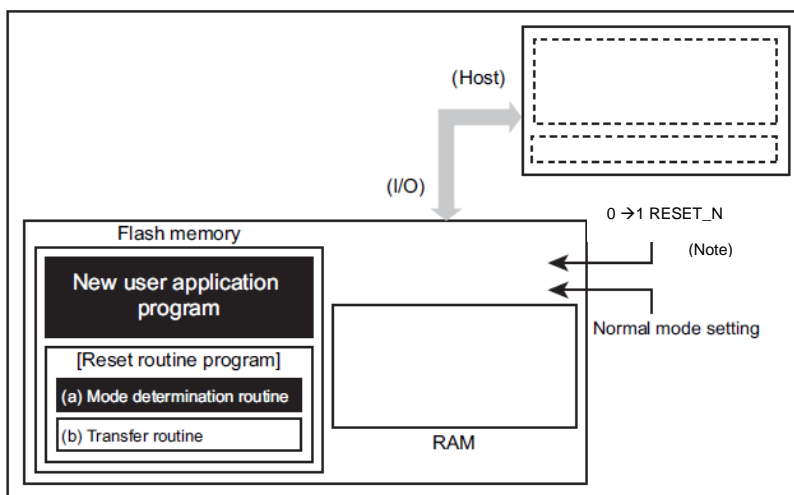 (Host)
(I/O)
0 →1 RESET_N
(Note)
Normal mode setting
Flash memory
New user application
program
[Reset routine program]
(a) Mode determination routine
(b) Transfer routine
RAM